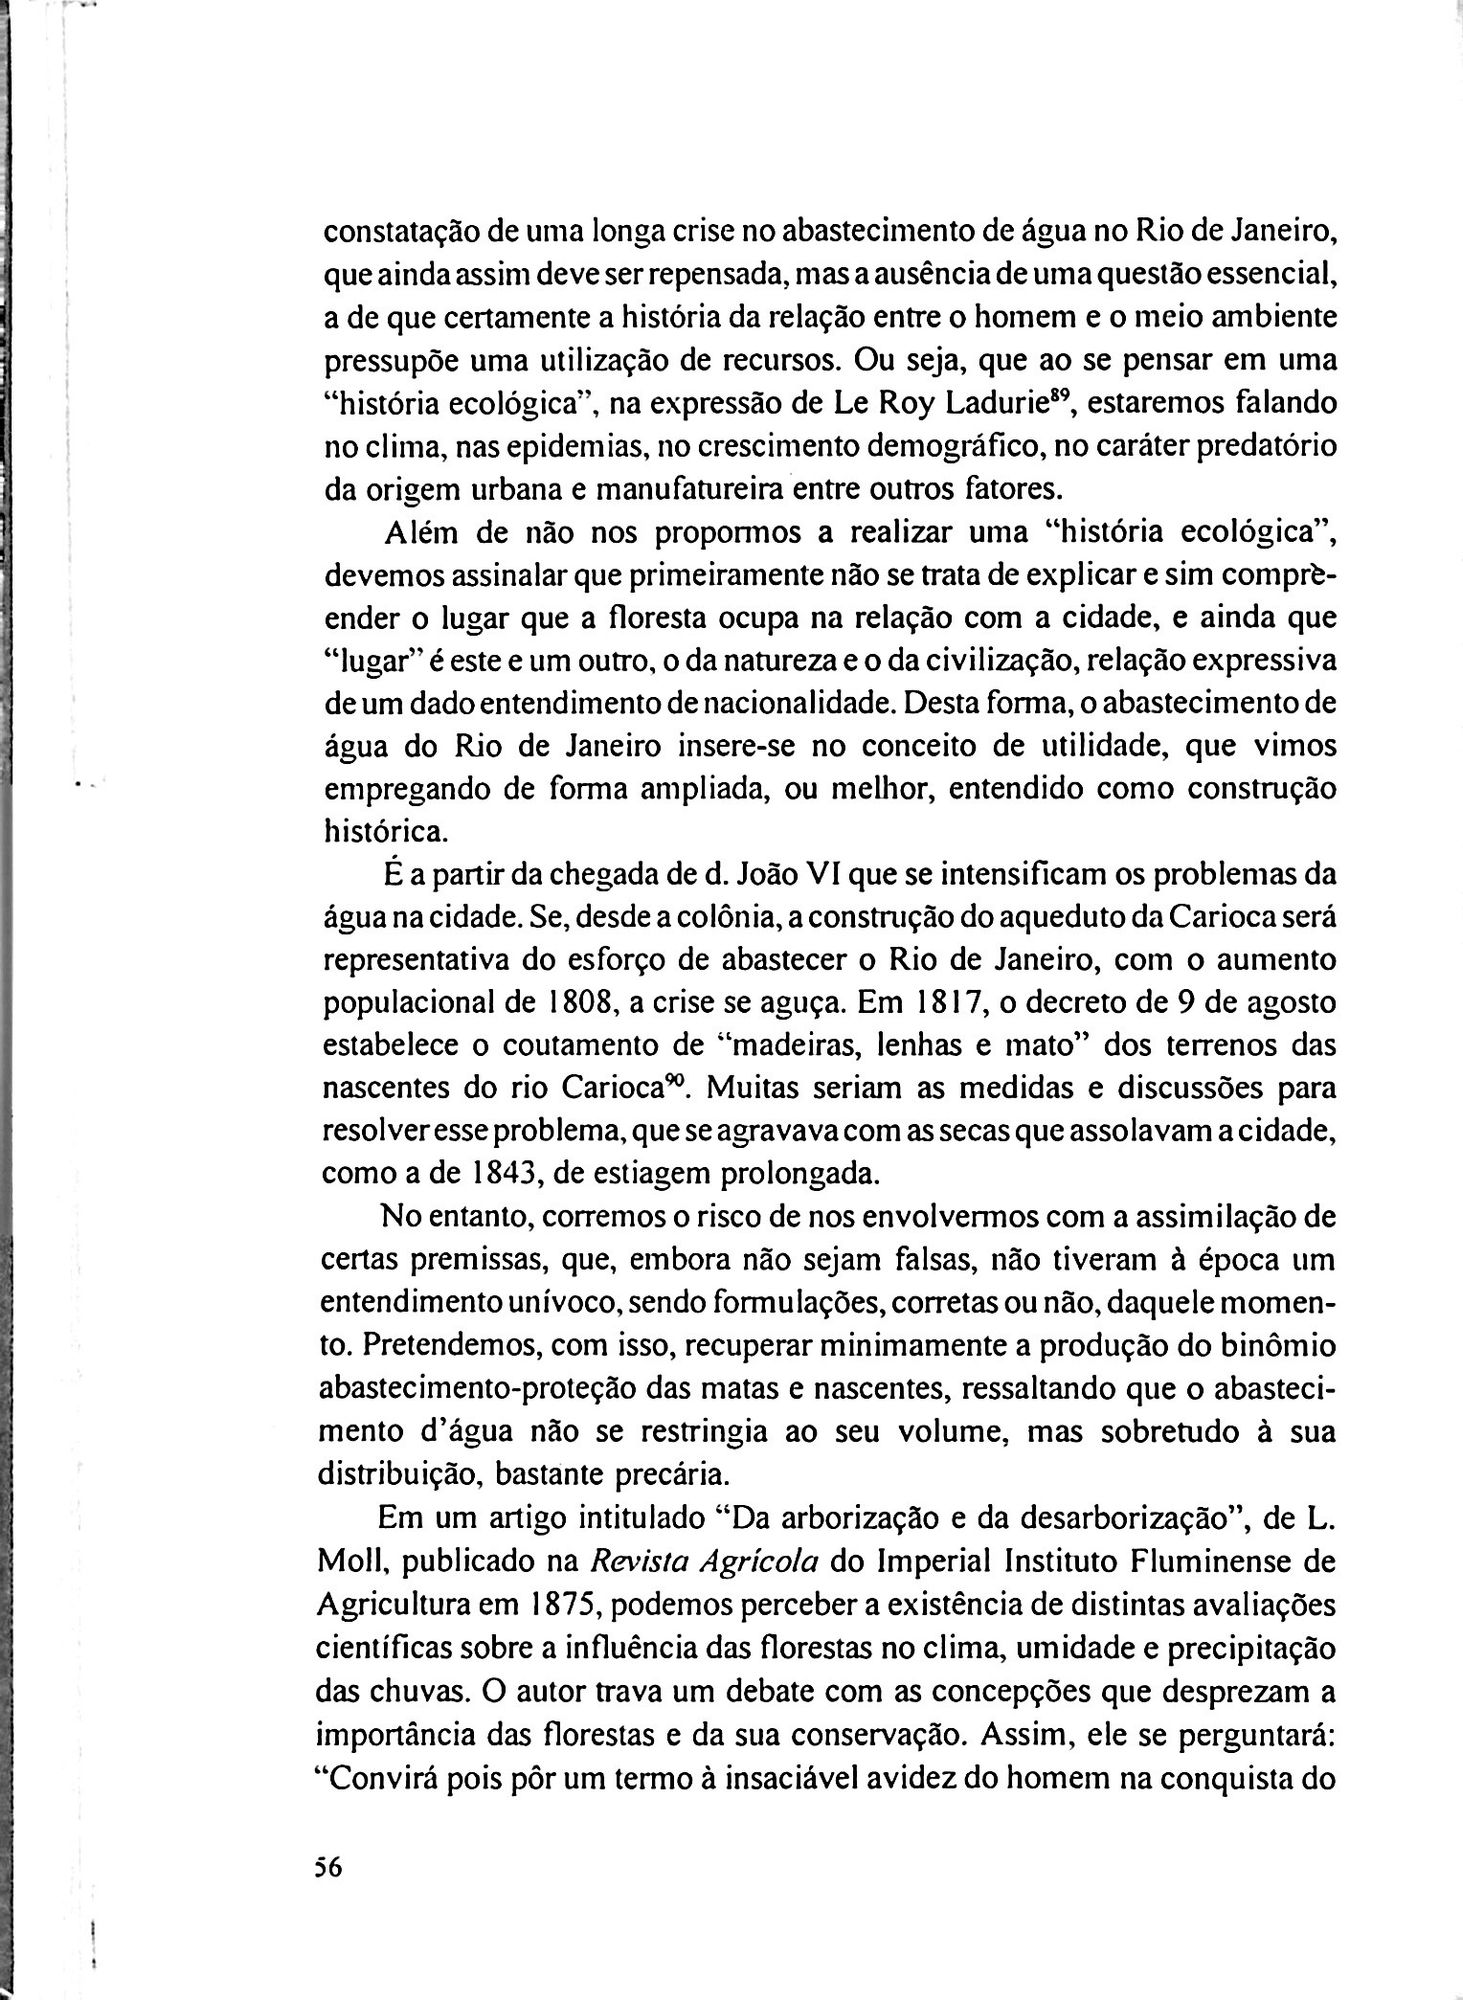 constatação de uma longa crise no abastecimento de água no Rio de Janeiro,
que ainda assim deve ser repensada, mas a ausência de uma questão essencial,
a de que certamente a história da relação entre o homem e o meio ambiente
pressupõe uma utilização de recursos. Ou seja, que ao se pensar em uma
“história ecológica”, na expressão de Le Roy Ladurie⁸⁹, estaremos falando
no clima, nas epidemias, no crescimento demográfico, no caráter predatório
da origem urbana e manufatureira entre outros fatores.
Além de não nos propormos a realizar uma “história ecológica”,
devemos assinalar que primeiramente não se trata de explicar e sim compre-
ender o lugar que a floresta ocupa na relação com a cidade, e ainda que
“lugar” é este e um outro, o da natureza e o da civilização, relação expressiva
de um dado entendimento de nacionalidade. Desta forma, o abastecimento de
água do Rio de Janeiro insere-se no conceito de utilidade, que vimos
empregando de forma ampliada, ou melhor, entendido como construção
histórica.
É a partir da chegada de d. João VI que se intensificam os problemas da
água na cidade. Se, desde a colônia, a construção do aqueduto da Carioca será
representativa do esforço de abastecer o Rio de Janeiro, com o aumento
populacional de 1808, a crise se aguça. Em 1817, o decreto de 9 de agosto
estabelece o coutamento de “madeiras, lenhas e mato” dos terrenos das
nascentes do rio Carioca⁹⁰. Muitas seriam as medidas e discussões para
resolver esse problema, que se agravava com as secas que assolavam a cidade,
como a de 1843, de estiagem prolongada.
No entanto, corremos o risco de nos envolvermos com a assimilação de
certas premissas, que, embora não sejam falsas, não tiveram à época um
entendimento unívoco, sendo formulações, corretas ou não, daquele momen-
to. Pretendemos, com isso, recuperar minimamente a produção do binômio
abastecimento-proteção das matas e nascentes, ressaltando que o abasteci-
mento d’água não se restringia ao seu volume, mas sobretudo à sua
distribuição, bastante precária.
Em um artigo intitulado “Da arborização e da desarborização”, de L.
Moll, publicado na Revista Agrícola do Imperial Instituto Fluminense de
Agricultura em 1875, podemos perceber a existência de distintas avaliações
científicas sobre a influência das florestas no clima, umidade e precipitação
das chuvas. O autor trava um debate com as concepções que desprezam a
importância das florestas e da sua conservação. Assim, ele se perguntará:
“Convirá pois pôr um termo à insaciável avidez do homem na conquista do
56